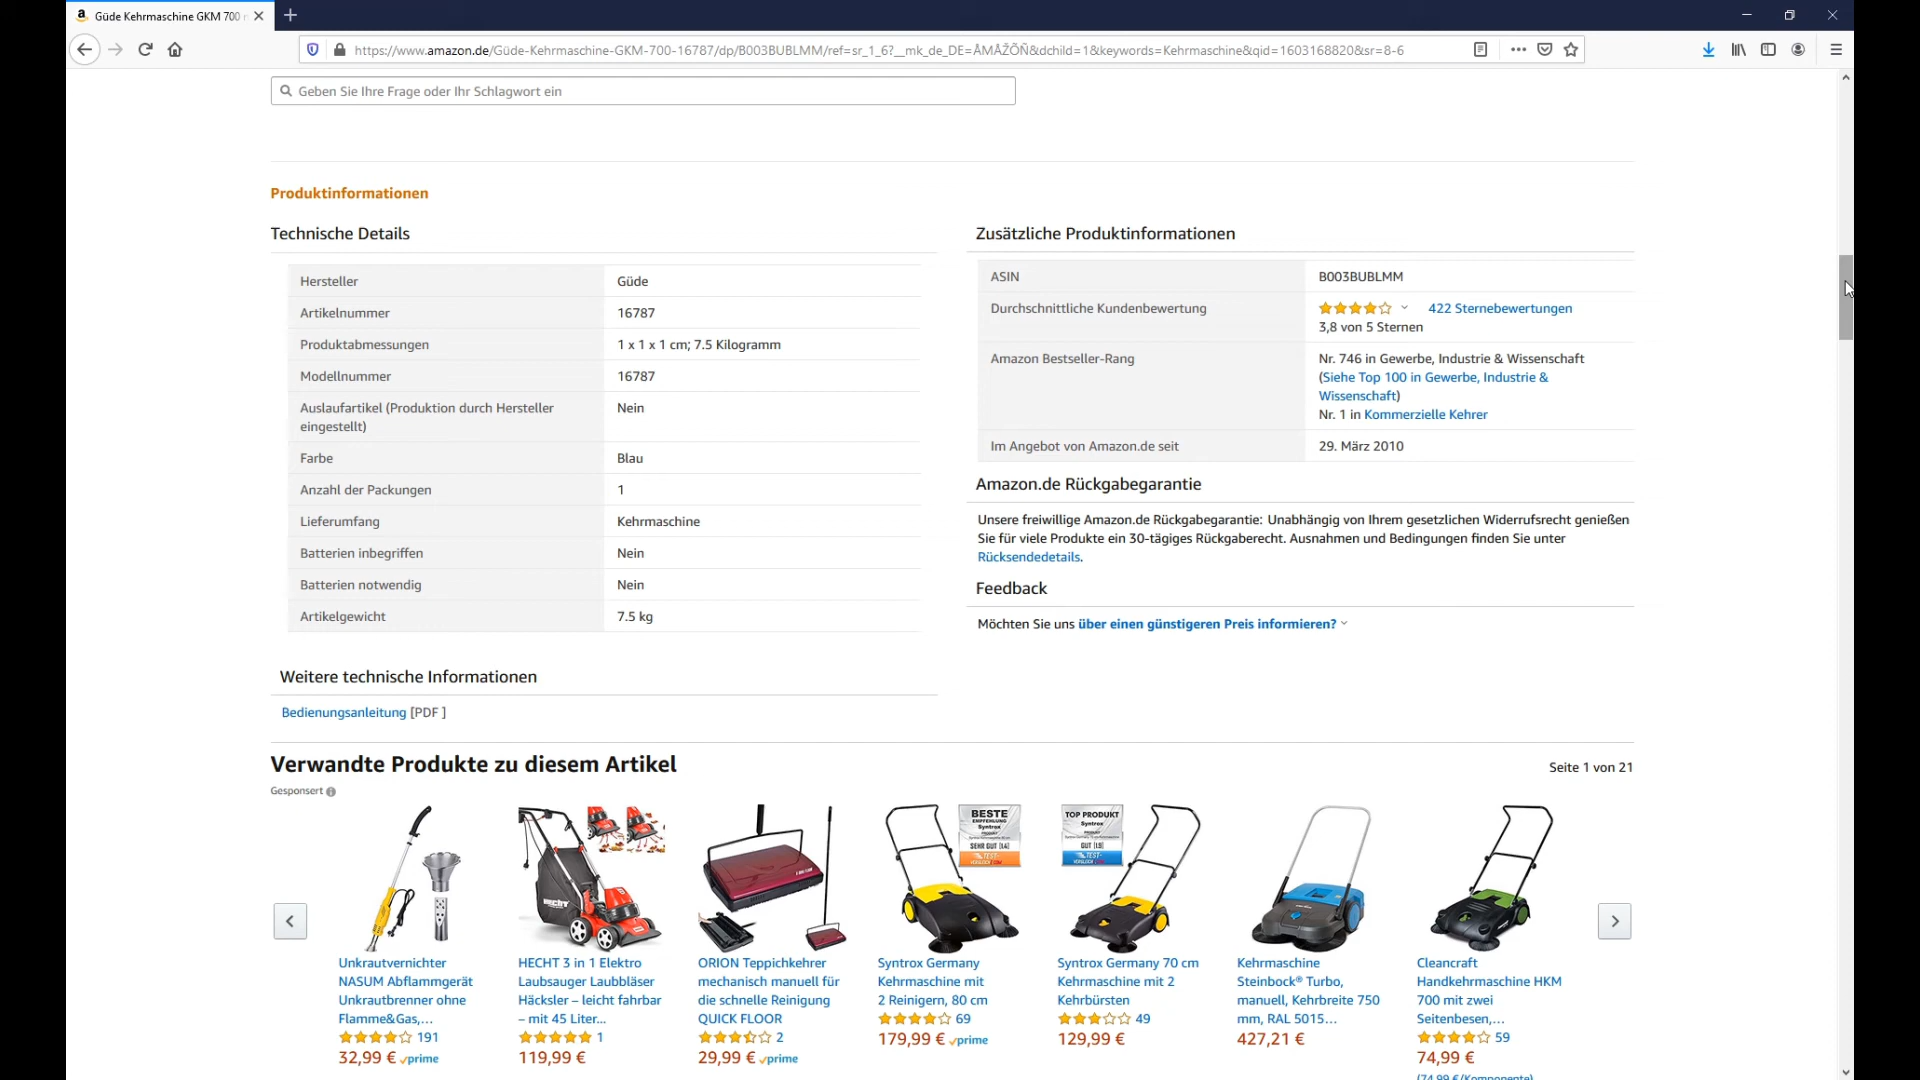 Güde Kehrmaschine GKM 700
https://www.amazon.de/Güde-Kehrmaschine-GKM-700-16787/dp/B003BUBLMM/ref=sr_1_6?__mk_de_DE=ÅMÅŽÕÑ&dchild=1&keywords=Kehrmaschine&qid=1603168820&sr=8-6
Geben Sie Ihre Frage oder Ihr Schlagwort ein
Produktinformationen
Technische Details
Hersteller Güde
Artikelnummer 16787
Produktabmessungen 1 x 1 x 1 cm; 7.5 Kilogramm
Modellnummer 16787
Auslaufartikel (Produktion durch Hersteller Nein
eingestellt)
Farbe Blau
Anzahl der Packungen 1
Lieferumfang Kehrmaschine
Batterien inbegriffen Nein
Batterien notwendig Nein
Artikelgewicht 7.5 kg
Weitere technische Informationen
Bedienungsanleitung [PDF ]
Zusätzliche Produktinformationen
ASIN B003BUBLMM
Durchschnittliche Kundenbewertung 422 Sternebewertungen
3,8 von 5 Sternen
Amazon Bestseller-Rang Nr. 746 in Gewerbe, Industrie & Wissenschaft
(Siehe Top 100 in Gewerbe, Industrie &
Wissenschaft)
Nr. 1 in Kommerzielle Kehrer
Im Angebot von Amazon.de seit 29. März 2010
Amazon.de Rückgabegarantie
Unsere freiwillige Amazon.de Rückgabegarantie: Unabhängig von Ihrem gesetzlichen Widerrufsrecht genießen
Sie für viele Produkte ein 30-tägiges Rückgaberecht. Ausnahmen und Bedingungen finden Sie unter
Rücksendedetails.
Feedback
Möchten Sie uns über einen günstigeren Preis informieren?
Verwandte Produkte zu diesem Artikel
Seite 1 von 21
Gesponsert
Unkrautvernichter
NASUM Abflammgerät
Unkrautbrenner ohne
Flamme&Gas,...
191
32,99 € prime
HECHT
HECHT 3 in 1 Elektro
Laubsauger Laubbläser
Häcksler – leicht fahrbar
– mit 45 Liter...
1
119,99 €
ORION Teppichkehrer
mechanisch manuell für
die schnelle Reinigung
QUICK FLOOR
2
29,99 € prime
BESTE
EMPFEHLUNG
Syntrox
SEHR GUT (1,4)
Syntrox Germany
Kehrmaschine mit
2 Reinigern, 80 cm
69
179,99 € prime
TOP PRODUKT
Syntrox
GUT (1,9)
Syntrox Germany 70 cm
Kehrmaschine mit 2
Kehrbürsten
49
129,99 €
Kehrmaschine
Steinbock® Turbo,
manuell, Kehrbreite 750
mm, RAL 5015...
427,21 €
Cleancraft
Handkehrmaschine HKM
700 mit zwei
Seitenbesen,...
59
74,99 €
(74,99 €/Komponente)